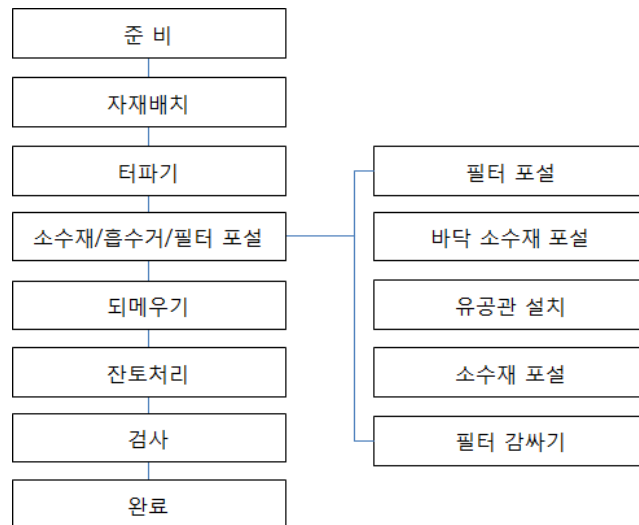 준 비
자재배치
터파기
소수재/흡수거/필터 포설
되메우기
잔토처리
검사
완료
필터 포설
바닥 소수재 포설
유공관 설치
소수재 포설
필터 감싸기